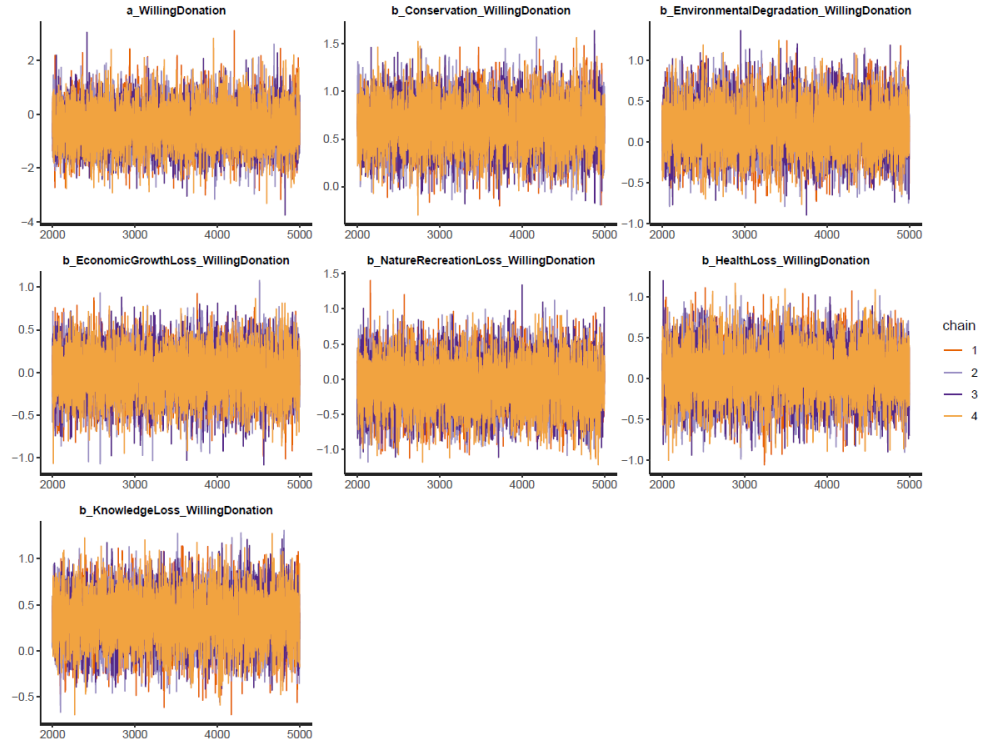 a_WillingDonation
b_Conservation_WillingDonation
b_EnvironmentalDegradation_WillingDonation
2
0
−2
−4
1.5
1.0
0.5
0.0
1.0
0.5
0.0
−0.5
−1.0
2000 3000 4000 5000
2000 3000 4000 5000
2000 3000 4000 5000
b_EconomicGrowthLoss_WillingDonation
b_NatureRecreationLoss_WillingDonation
b_HealthLoss_WillingDonation
1.0
0.5
0.0
−0.5
−1.0
1.5
1.0
0.5
0.0
−0.5
−1.0
1.0
0.5
0.0
−0.5
−1.0
2000 3000 4000 5000
2000 3000 4000 5000
2000 3000 4000 5000
chain
1
2
3
4
b_KnowledgeLoss_WillingDonation
1.0
0.5
0.0
−0.5
2000 3000 4000 5000